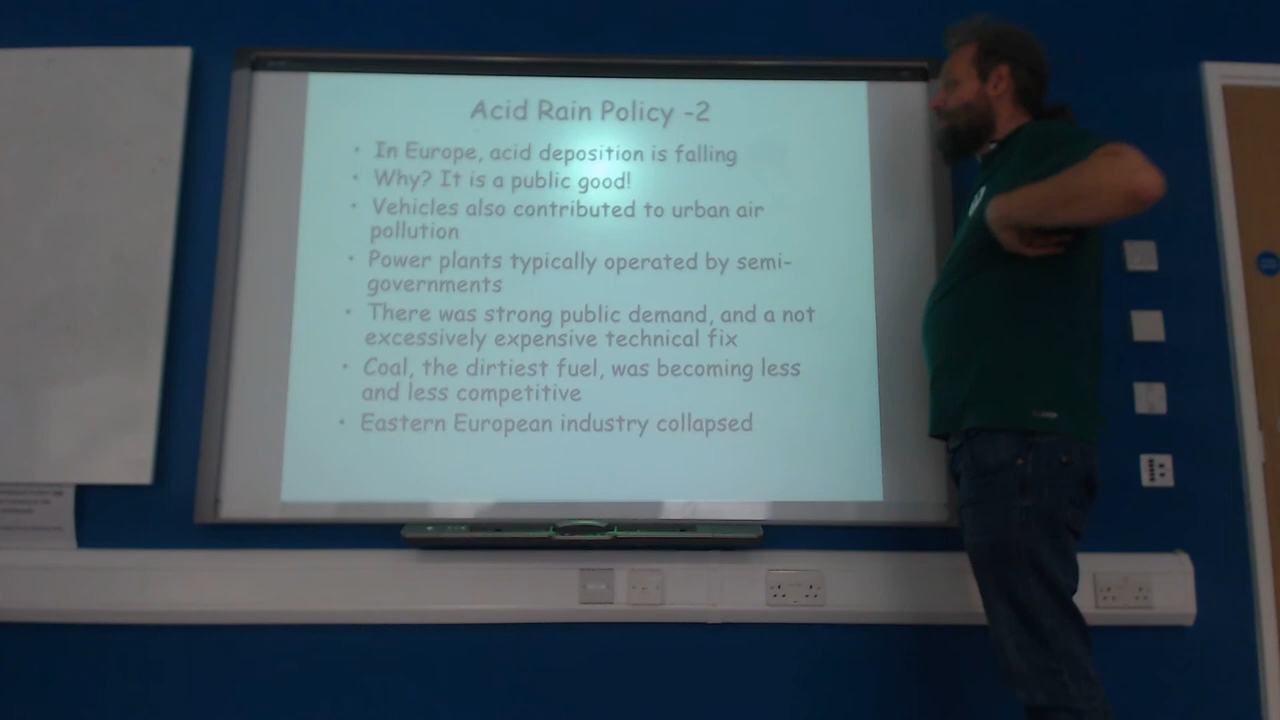 Acid Rain Policy -2
• In Europe, acid deposition is falling
• Why? It is a public good!
• Vehicles also contributed to urban air
pollution
• Power plants typically operated by semi-
governments
• There was strong public demand, and a not
excessively expensive technical fix
• Coal, the dirtiest fuel, was becoming less
and less competitive
• Eastern European industry collapsed